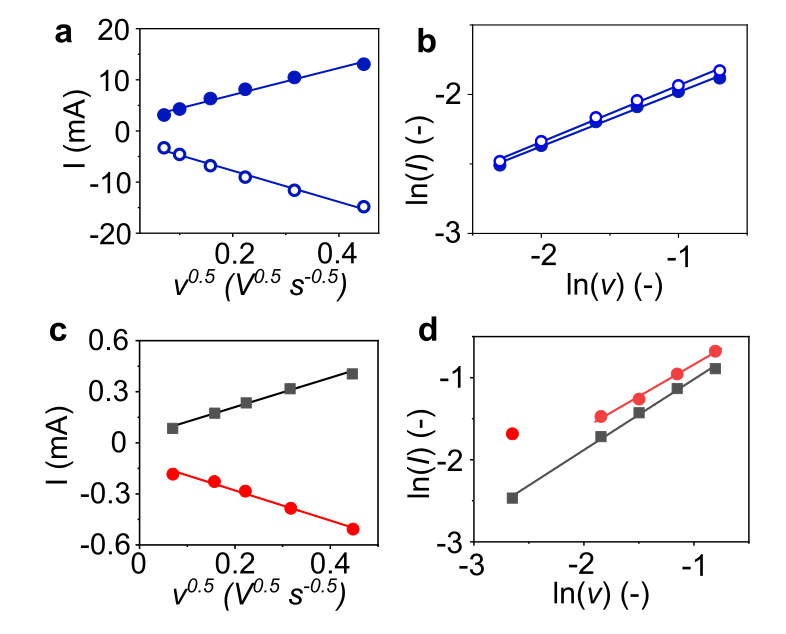 a
20
10
0
-10
-20
I (mA)
0.2
0.4
v^0.5 (V^0.5 s^-0.5)
b
-2
-3
ln(I) (-)
-2
-1
ln(v) (-)
c
0.6
0.3
0
-0.3
-0.6
I (mA)
0
0.2
0.4
v^0.5 (V^0.5 s^-0.5)
d
-1
-2
-3
ln(I) (-)
-3
-2
-1
ln(v) (-)